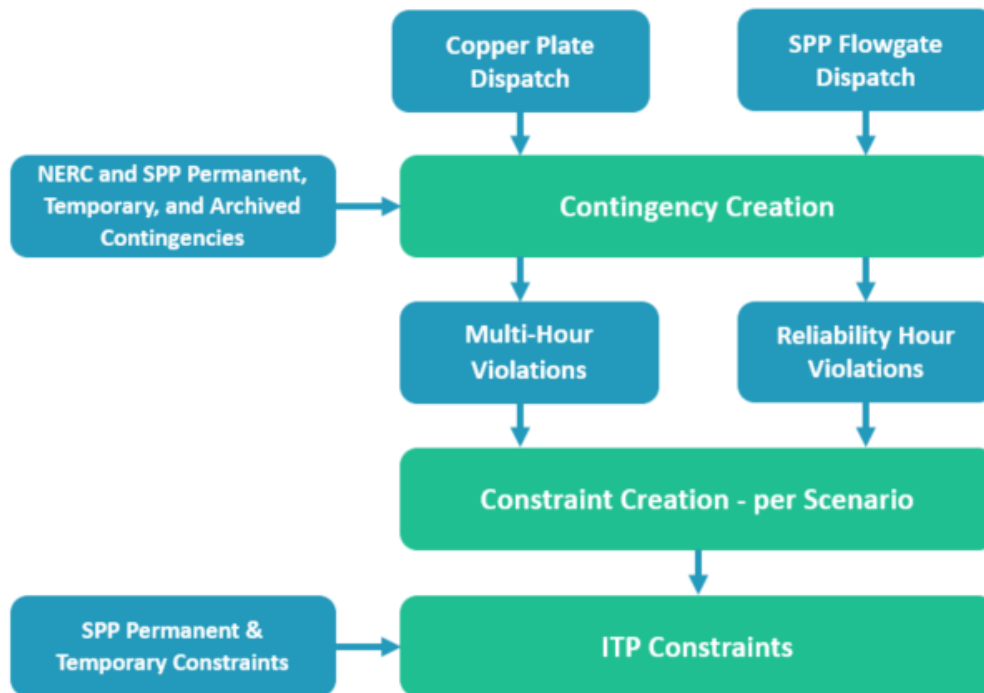 Copper Plate
Dispatch
SPP Flowgate
Dispatch
NERC and SPP Permanent,
Temporary, and Archived
Contingencies
Contingency Creation
Multi-Hour
Violations
Reliability Hour
Violations
Constraint Creation - per Scenario
SPP Permanent &
Temporary Constraints
ITP Constraints